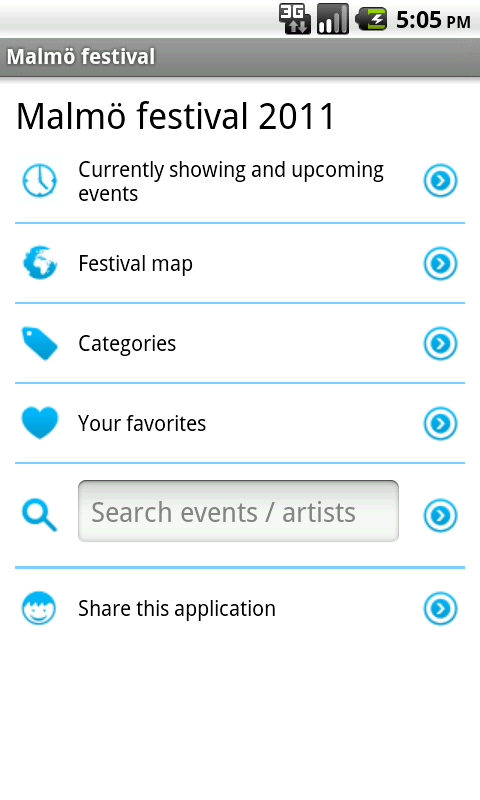 3G 5:05 PM
Malmö festival
Malmö festival 2011
Currently showing and upcoming
events
Festival map
Categories
Your favorites
Search events / artists
Share this application